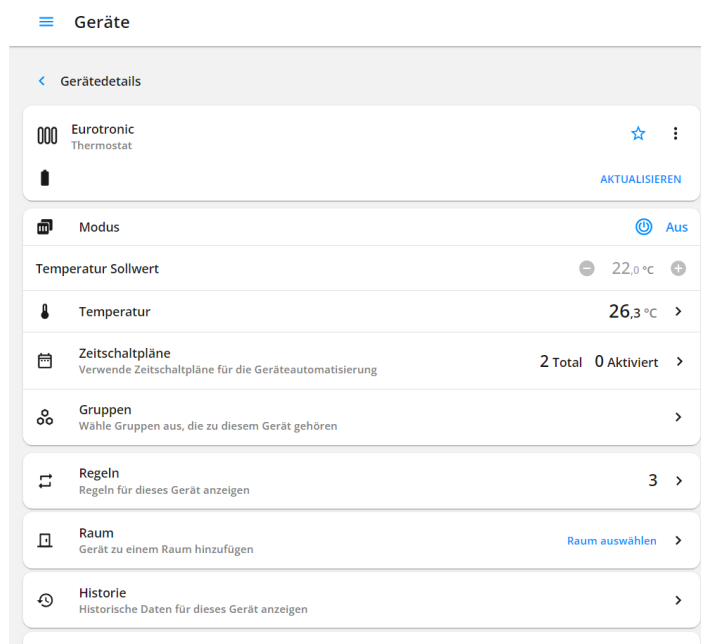 Geräte
Gerätedetails
Eurotronic
Thermostat
AKTUALISIEREN
Modus Aus
Temperatur Sollwert 22,0 °C
Temperatur 26,3 °C
Zeitschaltpläne
Verwende Zeitschaltpläne für die Geräteautomatisierung
2 Total 0 Aktiviert
Gruppen
Wähle Gruppen aus, die zu diesem Gerät gehören
Regeln
Regeln für dieses Gerät anzeigen
3
Raum
Gerät zu einem Raum hinzufügen
Raum auswählen
Historie
Historische Daten für dieses Gerät anzeigen